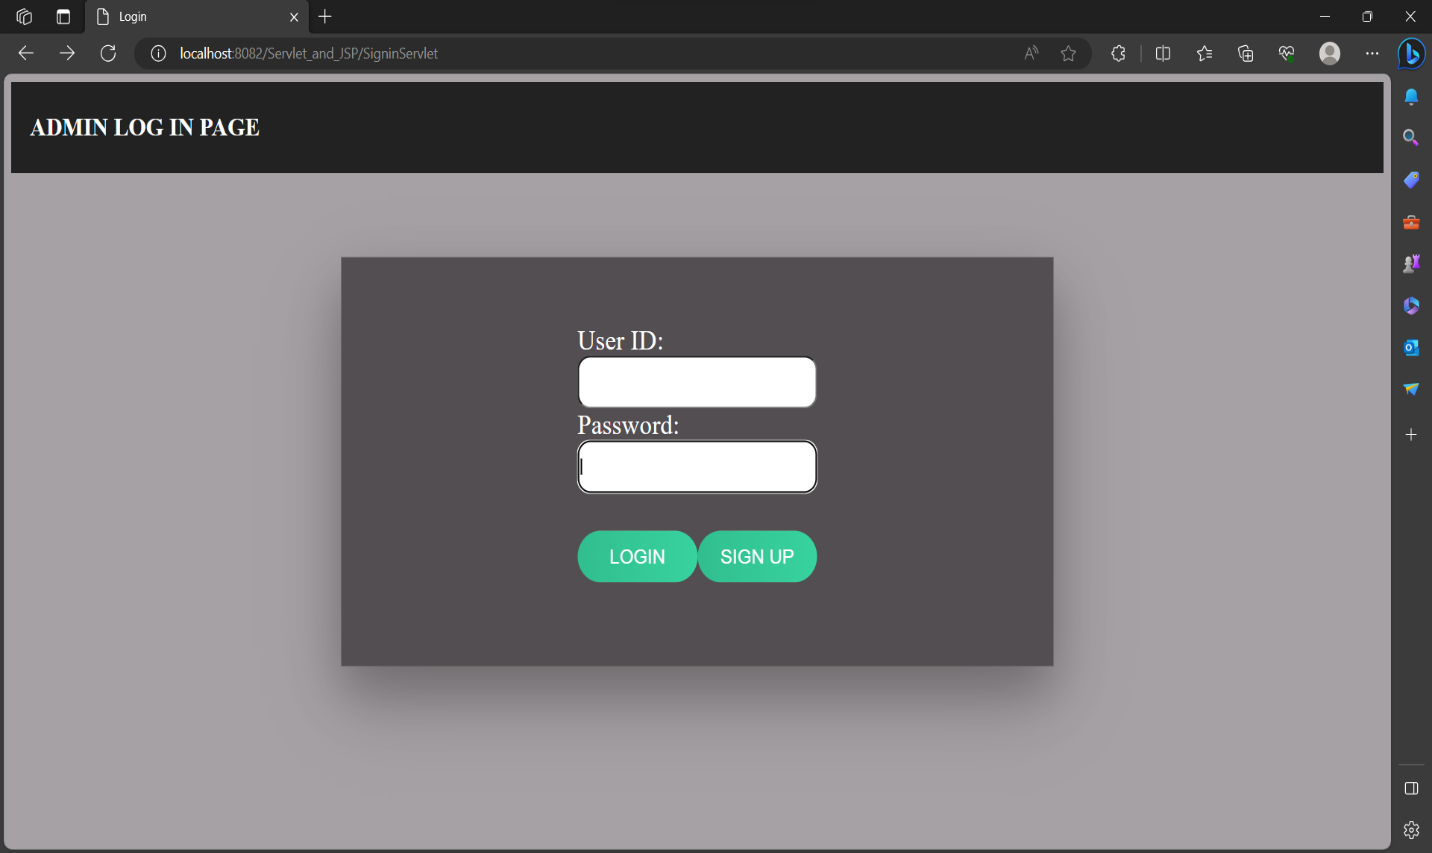 Login
localhost:8082/Servlet_and_JSP/SigninServlet
ADMIN LOG IN PAGE
User ID:
Password:
LOGIN
SIGN UP